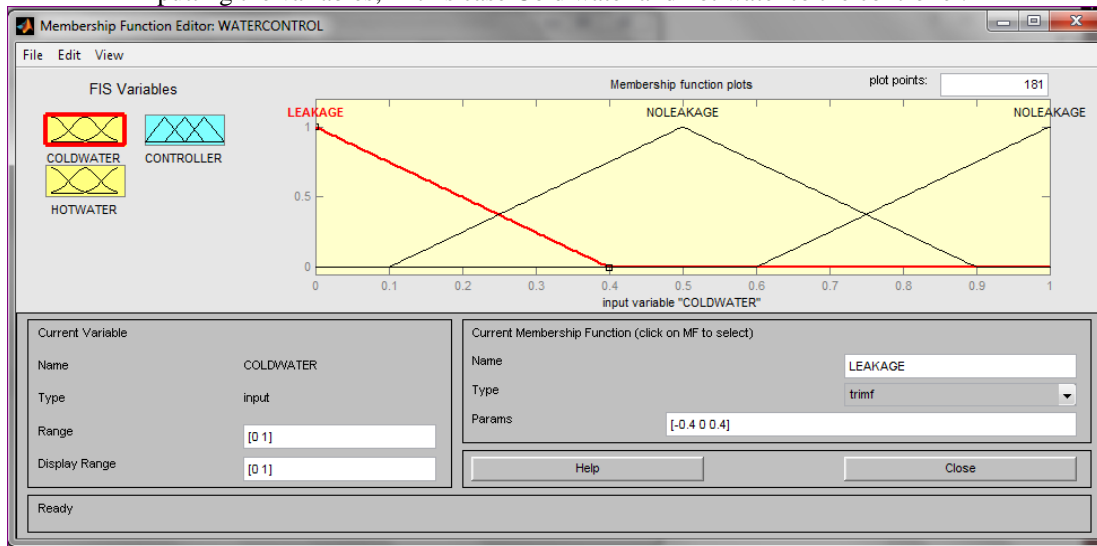 Membership Function Editor: WATERCONTROL
File Edit View
FIS Variables
Membership function plots
plot points:
181
LEAKAGE
NOLEAKAGE
NOLEAKAGE
COLDWATER
CONTROLLER
HOTWATER
1
0.5
0
0 0.1 0.2 0.3 0.4 0.5 0.6 0.7 0.8 0.9 1
input variable "COLDWATER"
Current Variable
Name COLDWATER
Type input
Range [0 1]
Display Range [0 1]
Current Membership Function (click on MF to select)
Name LEAKAGE
Type trimf
Params [-0.4 0 0.4]
Help Close
Ready